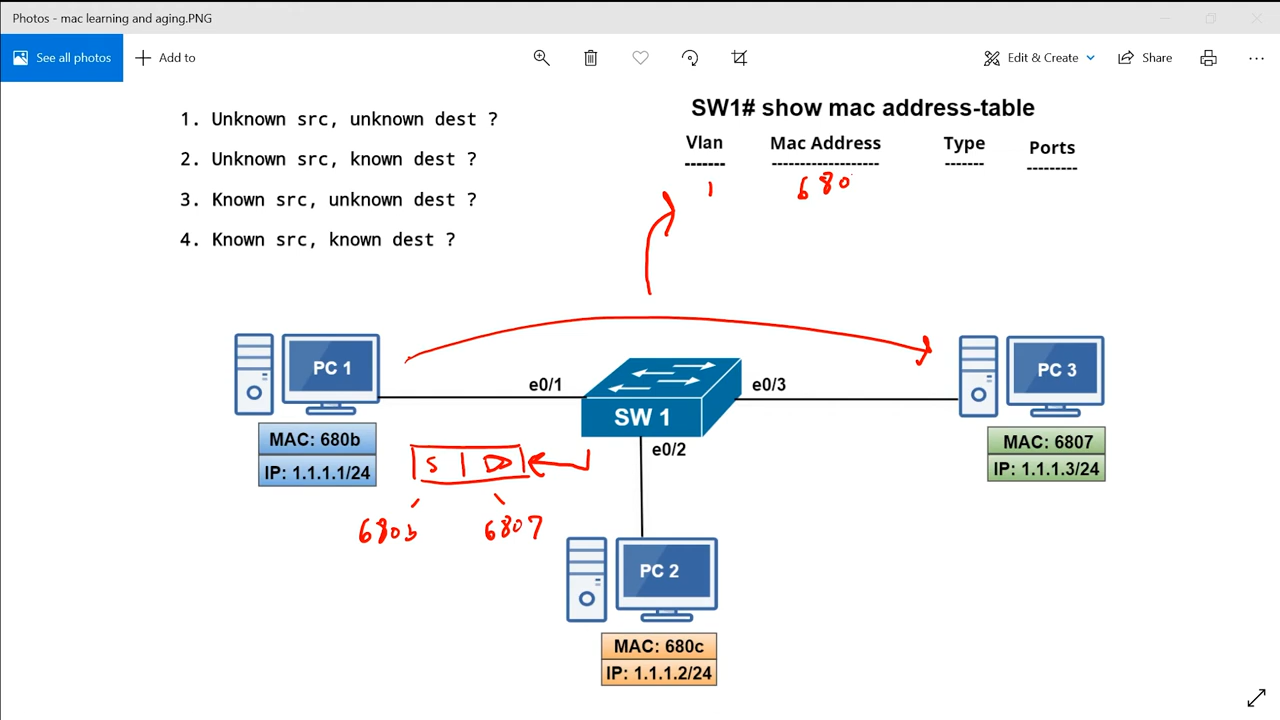 Photos - mac learning and aging.PNG
See all photos Add to Edit & Create Share
1. Unknown src, unknown dest ?
2. Unknown src, known dest ?
3. Known src, unknown dest ?
4. Known src, known dest ?
SW1# show mac address-table
Vlan Mac Address Type Ports
------- ------------------- ------- ---------
1 680
PC 1
MAC: 680b
IP: 1.1.1.1/24
e0/1
SW 1
e0/3
e0/2
PC 3
MAC: 6807
IP: 1.1.1.3/24
S D
680b 6807
PC 2
MAC: 680c
IP: 1.1.1.2/24